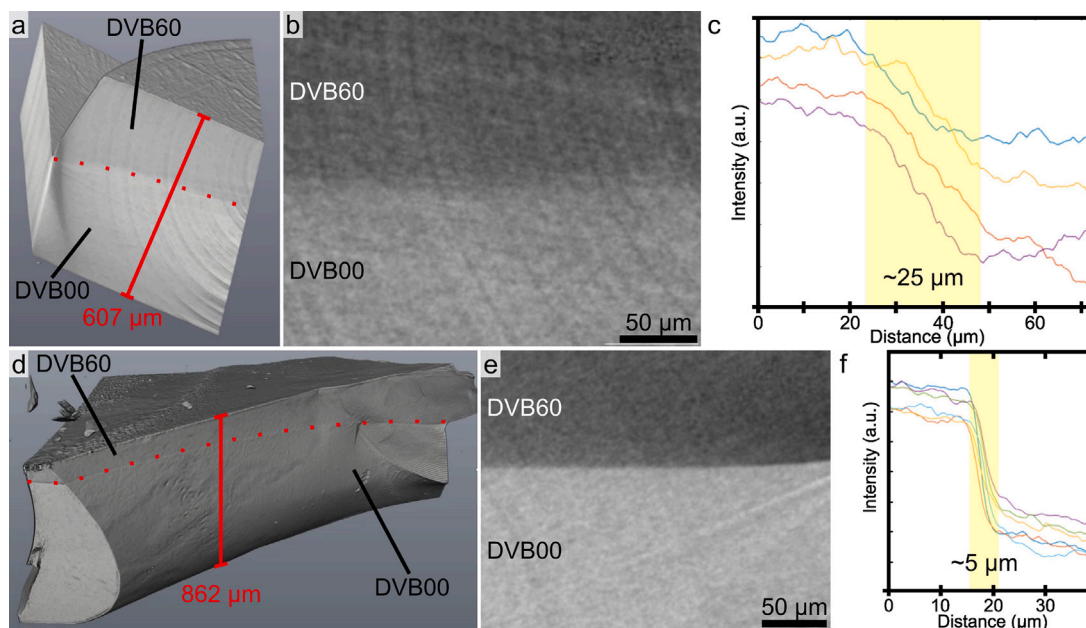 a
DVB60
DVB00
607 µm
b
DVB60
DVB00
50 µm
c
Intensity (a.u.)
~25 µm
0 20 40 60
Distance (µm)
d
DVB60
DVB00
862 µm
e
DVB60
DVB00
50 µm
f
Intensity (a.u.)
~5 µm
0 10 20 30
Distance (µm)